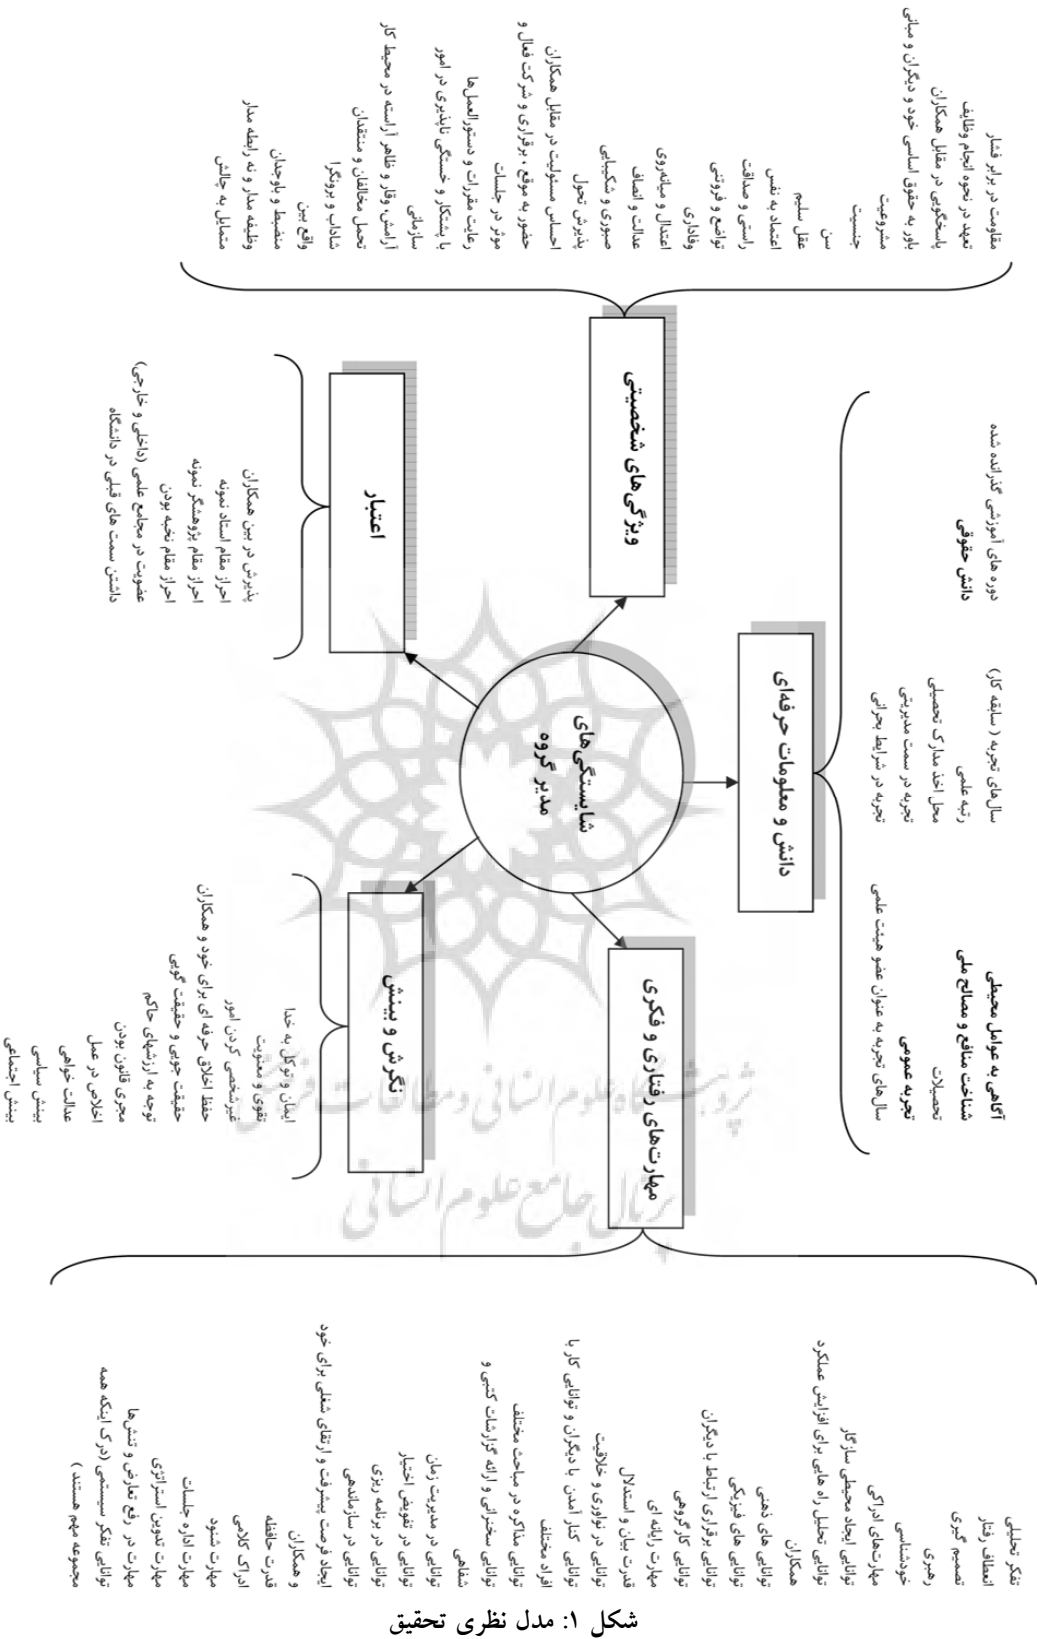 مقاومت در برابر فشار
تعهد در نحوه انجام وظایف
پاسخگویی در مقابل همکاران
باور به حقوق اساسی خود و دیگران و مبانی
مشروعیت
جنسیت
سن
عقل سلیم
اعتماد به نفس
راستی و صداقت
تواضع و فروتنی
وفاداری
اعتدال و میانه‌روی
عدالت و انصاف
صبوری و شکیبایی
پذیرش تحول
احساس مسئولیت در مقابل همکاران
حضور به موقع ، برقراری و شرکت فعال و
موثر در جلسات
رعایت مقررات و دستورالعمل‌ها
با پشتکار و خستگی ناپذیری در امور
سازمانی
آرامش، وقار و ظاهر آراسته در محیط کار
تحمل مخالفان و منتقدان
شاداب و برونگرا
واقع بین
منضبط و باوجدان
وظیفه مدار و نه رابطه مدار
متمایل به چالش
ویژگی‌های شخصیتی
اعتبار
پذیرش در بین همکاران
احراز مقام استاد نمونه
احراز مقام پژوهشگر نمونه
احراز مقام نخبه بودن
عضویت در مجامع علمی (داخلی و خارجی)
داشتن سمت های قبلی در دانشگاه
دوره های آموزشی گذرانده شده
دانش حقوقی
سال‌های تجربه ( سابقه کار)
رتبه علمی
محل اخذ مدارک تحصیلی
تجربه در سمت مدیریتی
تجربه در شرایط بحرانی
آگاهی به عوامل محیطی
شناخت منافع و مصالح ملی
تحصیلات
تجربه عمومی
سال‌های تجربه به عنوان عضو هیئت علمی
دانش و معلومات حرفه‌ای
شایستگی‌های
مدیر گروه
نگرش و بینش
ایمان و توکل به خدا
تقوی و معنویت
غیرشخصی کردن امور
حفظ اخلاق حرفه ای برای خود و همکاران
حقیقت جویی و حقیقت گویی
توجه به ارزشهای حاکم
مجری قانون بودن
اخلاص در عمل
عدالت خواهی
بینش سیاسی
بینش اجتماعی
مهارت‌های رفتاری و فکری
تفکر تحلیلی
انعطاف رفتار
تصمیم گیری
رهبری
خودشناسی
مهارت‌های ادراکی
توانایی ایجاد محیطی سازگار
توانایی تحلیل راه هایی برای افزایش عملکرد
همکاران
توانایی های ذهنی
توانایی های فیزیکی
توانایی برقراری ارتباط با دیگران
توانایی کارگروهی
مهارت رایانه ای
قدرت بیان و استدلال
توانایی در نوآوری و خلاقیت
توانایی کنار آمدن با دیگران و توانایی کار با
افراد مختلف
توانایی مذاکره در مباحث مختلف
توانایی سخنرانی و ارائه گزارشات کتبی و
شفاهی
توانایی در مدیریت زمان
توانایی در تفویض اختیار
توانایی در برنامه ریزی
توانایی در سازماندهی
ایجاد فرصت پیشرفت و ارتقای شغلی برای خود
و همکاران
قدرت حافظه
ادراک کلامی
مهارت شنود
مهارت اداره جلسات
مهارت تدوین استراتژی
مهارت در رفع تعارض و تنش‌ها
توانایی تفکر سیستمی (درک اینکه همه
مجموعه مهم هستند )
پژوهشگاه علوم انسانی و مطالعات فرهنگی
پرتال جامع علوم انسانی
شکل ۱: مدل نظری تحقیق